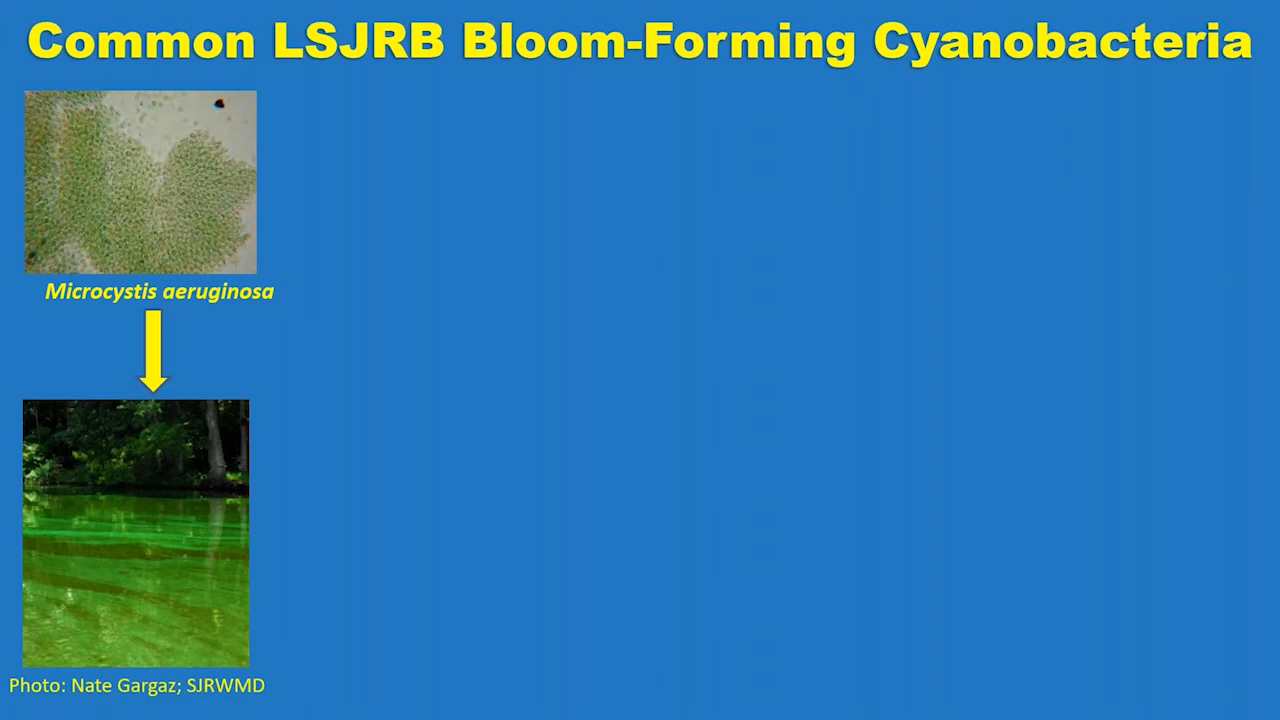 Common LSJRB Bloom-Forming Cyanobacteria
Microcystis aeruginosa
Photo: Nate Gargaz; SJRWMD